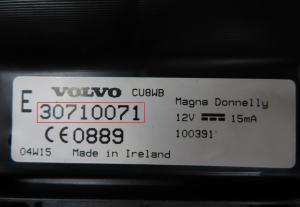 VOLVO CU8WB
E 30710071 Magna Donnelly
12V ⎓ 15mA
CE0889 100391
04W15 Made in Ireland